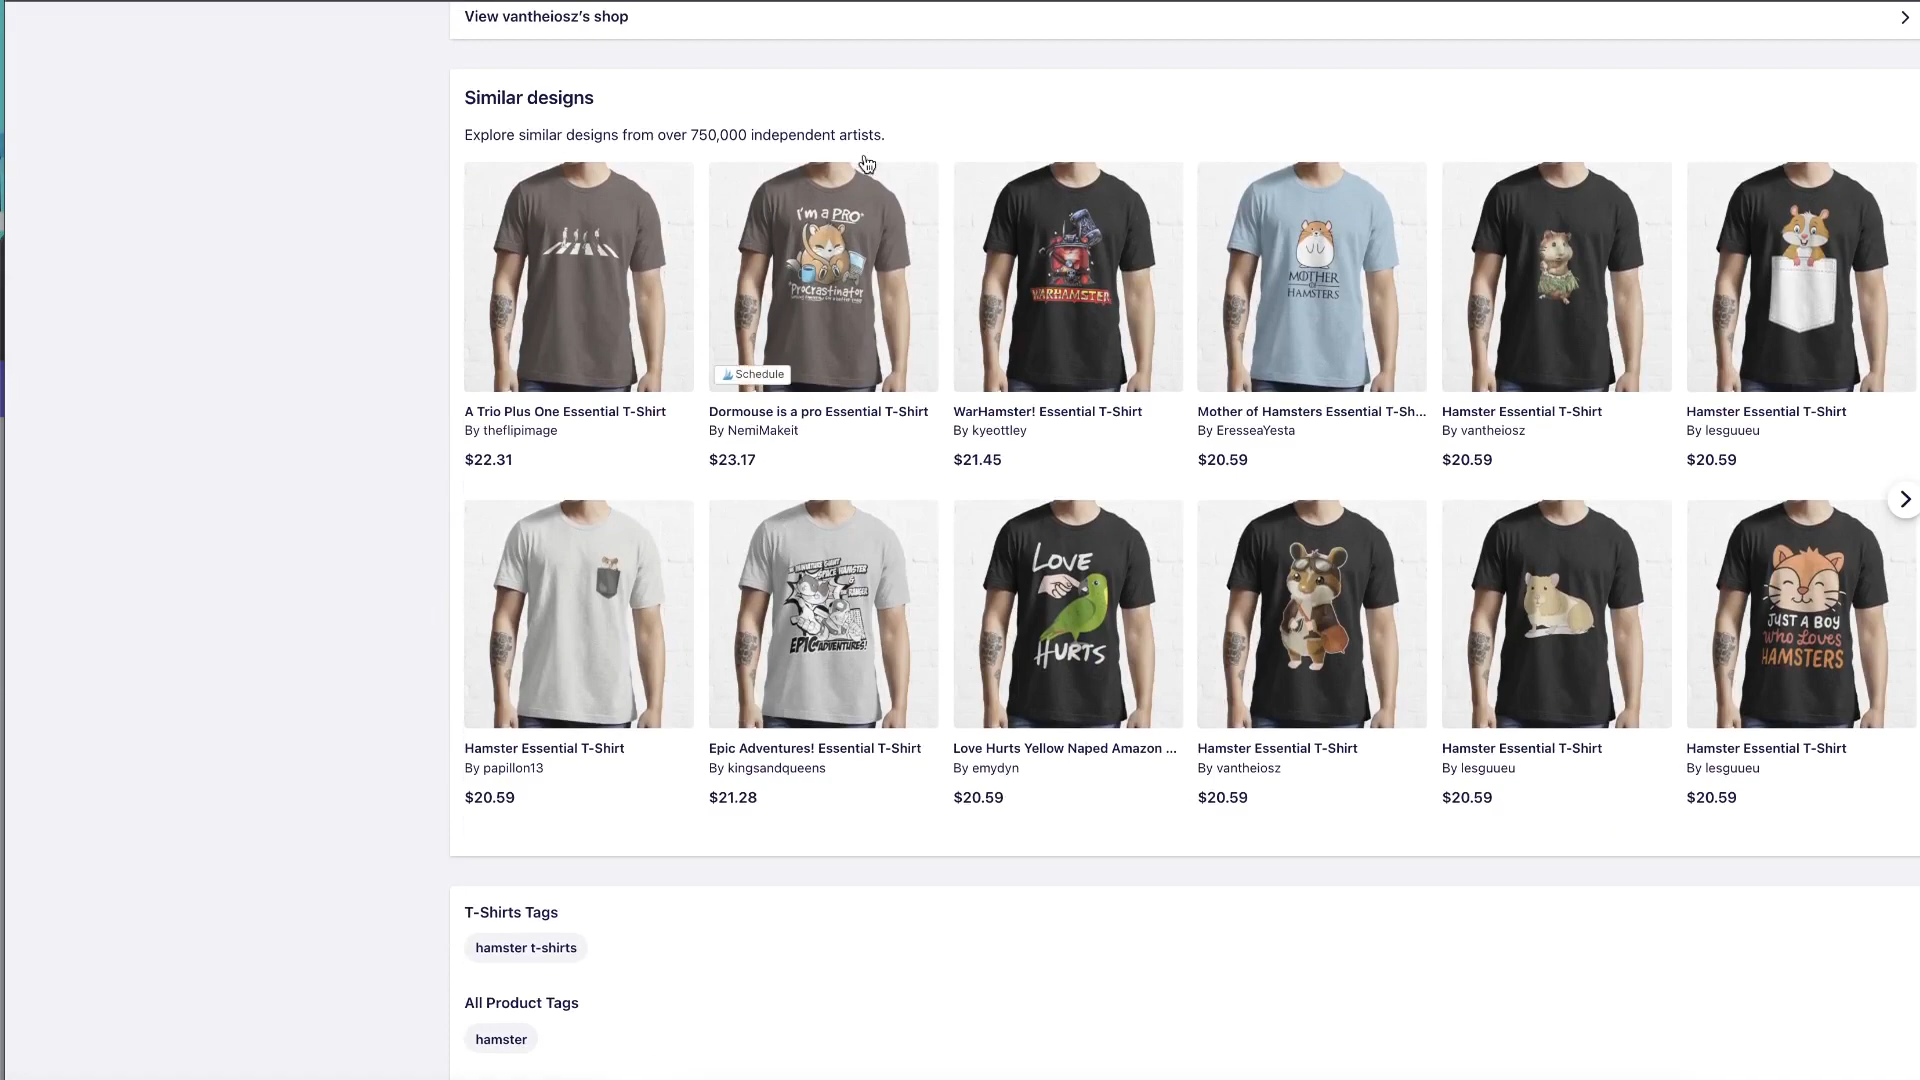 View vantheiosz's shop
Similar designs
Explore similar designs from over 750,000 independent artists.
I'm a PRO*
*Procrastinator
Schedule
WARHAMSTER
MOTHER
OF
HAMSTERS
A Trio Plus One Essential T-Shirt
By theflipimage
$22.31
Dormouse is a pro Essential T-Shirt
By NemiMakeit
$23.17
WarHamster! Essential T-Shirt
By kyeottley
$21.45
Mother of Hamsters Essential T-Sh...
By EresseaYesta
$20.59
Hamster Essential T-Shirt
By vantheiosz
$20.59
Hamster Essential T-Shirt
By lesguueu
$20.59
SPACE HAMSTER
&
RANGER
EPIC ADVENTURES!
LOVE
HURTS
JUST A BOY
who Loves
HAMSTERS
Hamster Essential T-Shirt
By papillon13
$20.59
Epic Adventures! Essential T-Shirt
By kingsandqueens
$21.28
Love Hurts Yellow Naped Amazon ...
By emydyn
$20.59
Hamster Essential T-Shirt
By vantheiosz
$20.59
Hamster Essential T-Shirt
By lesguueu
$20.59
Hamster Essential T-Shirt
By lesguueu
$20.59
T-Shirts Tags
hamster t-shirts
All Product Tags
hamster